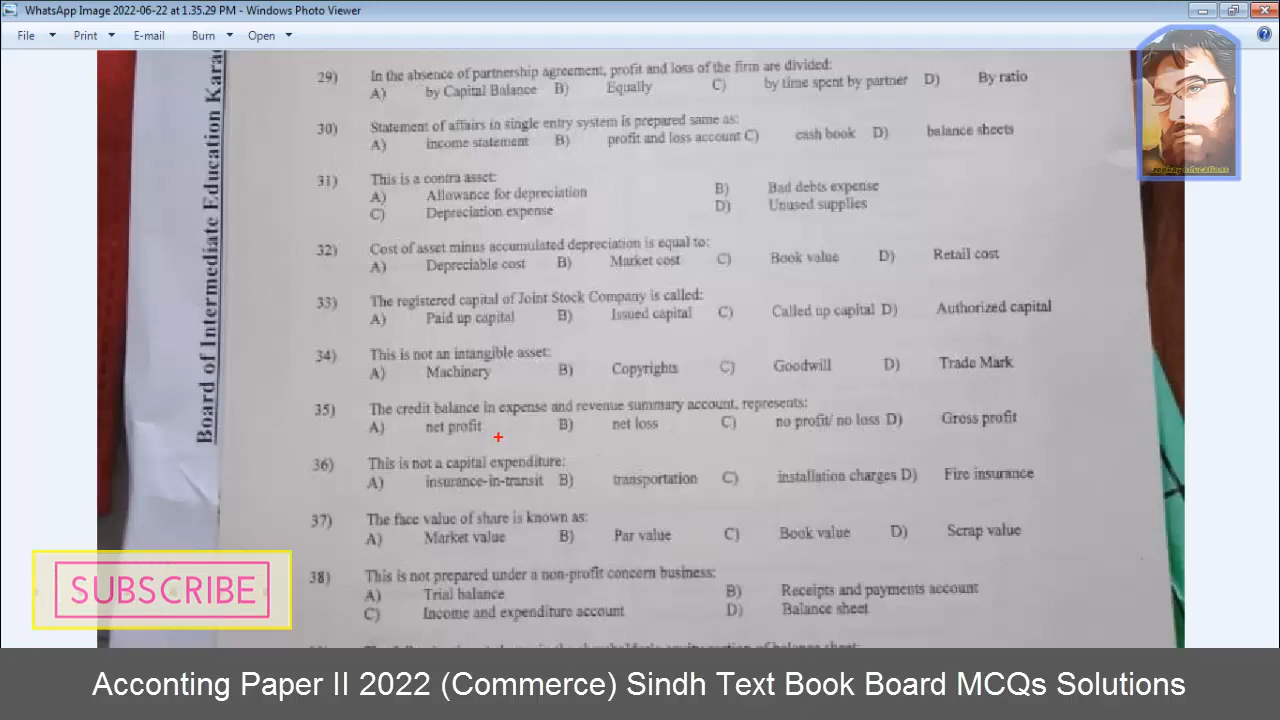 WhatsApp Image 2022-06-22 at 1.35.29 PM - Windows Photo Viewer
File Print E-mail Burn Open
Board of Intermediate Education Karac
29) In the absence of partnership agreement, profit and loss of the firm are divided:
A) by Capital Balance B) Equally C) by time spent by partner D) By ratio
30) Statement of affairs in single entry system is prepared same as:
A) income statement B) profit and loss account C) cash book D) balance sheets
31) This is a contra asset:
A) Allowance for depreciation B) Bad debts expense
C) Depreciation expense D) Unused supplies
32) Cost of asset minus accumulated depreciation is equal to:
A) Depreciable cost B) Market cost C) Book value D) Retail cost
33) The registered capital of Joint Stock Company is called:
A) Paid up capital B) Issued capital C) Called up capital D) Authorized capital
34) This is not an intangible asset:
A) Machinery B) Copyrights C) Goodwill D) Trade Mark
35) The credit balance in expense and revenue summary account, represents:
A) net profit B) net loss C) no profit/ no loss D) Gross profit
36) This is not a capital expenditure:
A) insurance-in-transit B) transportation C) installation charges D) Fire insurance
37) The face value of share is known as:
A) Market value B) Par value C) Book value D) Scrap value
38) This is not prepared under a non-profit concern business:
A) Trial balance B) Receipts and payments account
C) Income and expenditure account D) Balance sheet
SUBSCRIBE
Acconting Paper II 2022 (Commerce) Sindh Text Book Board MCQs Solutions